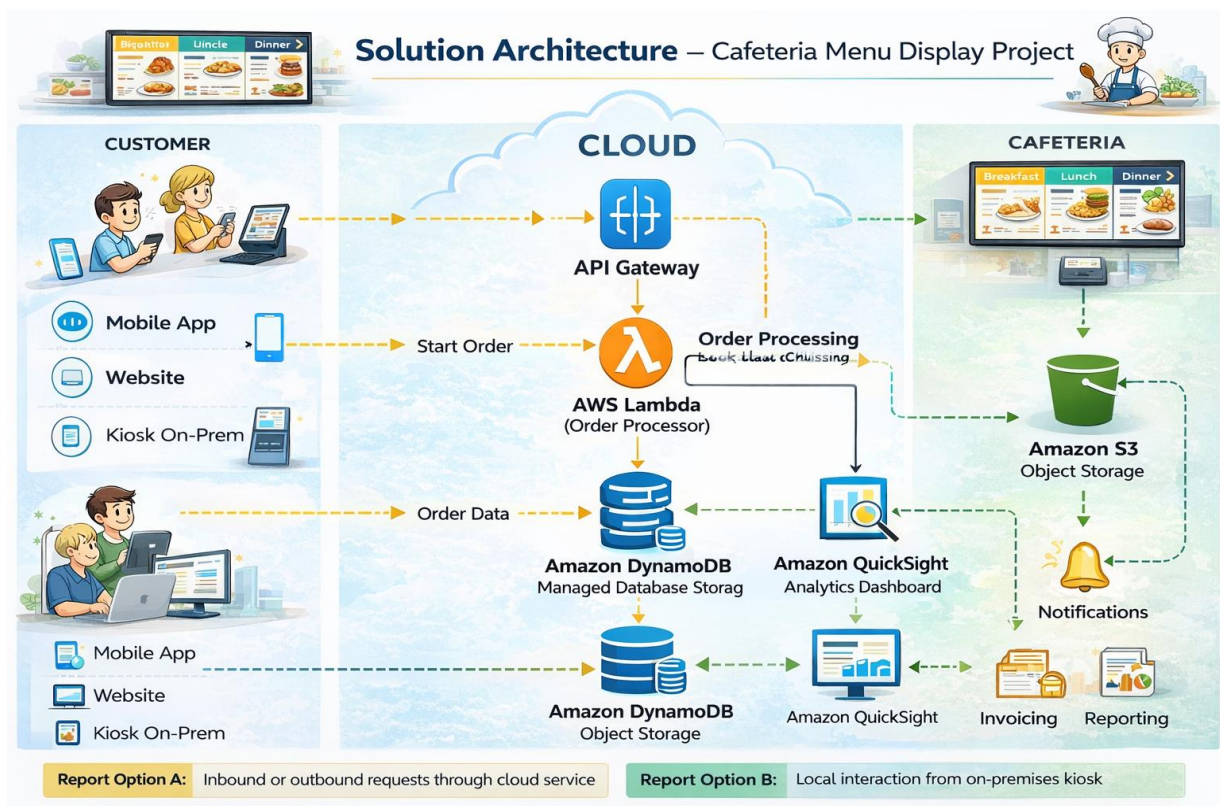 Solution Architecture – Cafeteria Menu Display Project
Dinner >
CUSTOMER
CLOUD
CAFETERIA
Breakfast Lunch Dinner >
API Gateway
Mobile App
Website
Kiosk On-Prem
Start Order
Order Processing
AWS Lambda
(Order Processor)
Amazon S3
Object Storage
Order Data
Amazon DynamoDB
Managed Database Storag
Amazon QuickSight
Analytics Dashboard
Notifications
Mobile App
Website
Kiosk On-Prem
Amazon DynamoDB
Object Storage
Amazon QuickSight
Invoicing
Reporting
Report Option A: Inbound or outbound requests through cloud service
Report Option B: Local interaction from on-premises kiosk